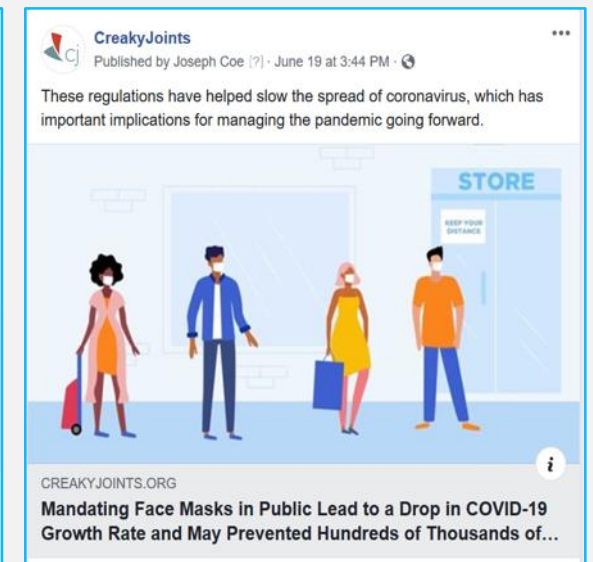 cj
CreakyJoints
Published by Joseph Coe [?] · June 19 at 3:44 PM ·
These regulations have helped slow the spread of coronavirus, which has
important implications for managing the pandemic going forward.
STORE
KEEP YOUR
DISTANCE
i
CREAKYJOINTS.ORG
Mandating Face Masks in Public Lead to a Drop in COVID-19
Growth Rate and May Prevented Hundreds of Thousands of...